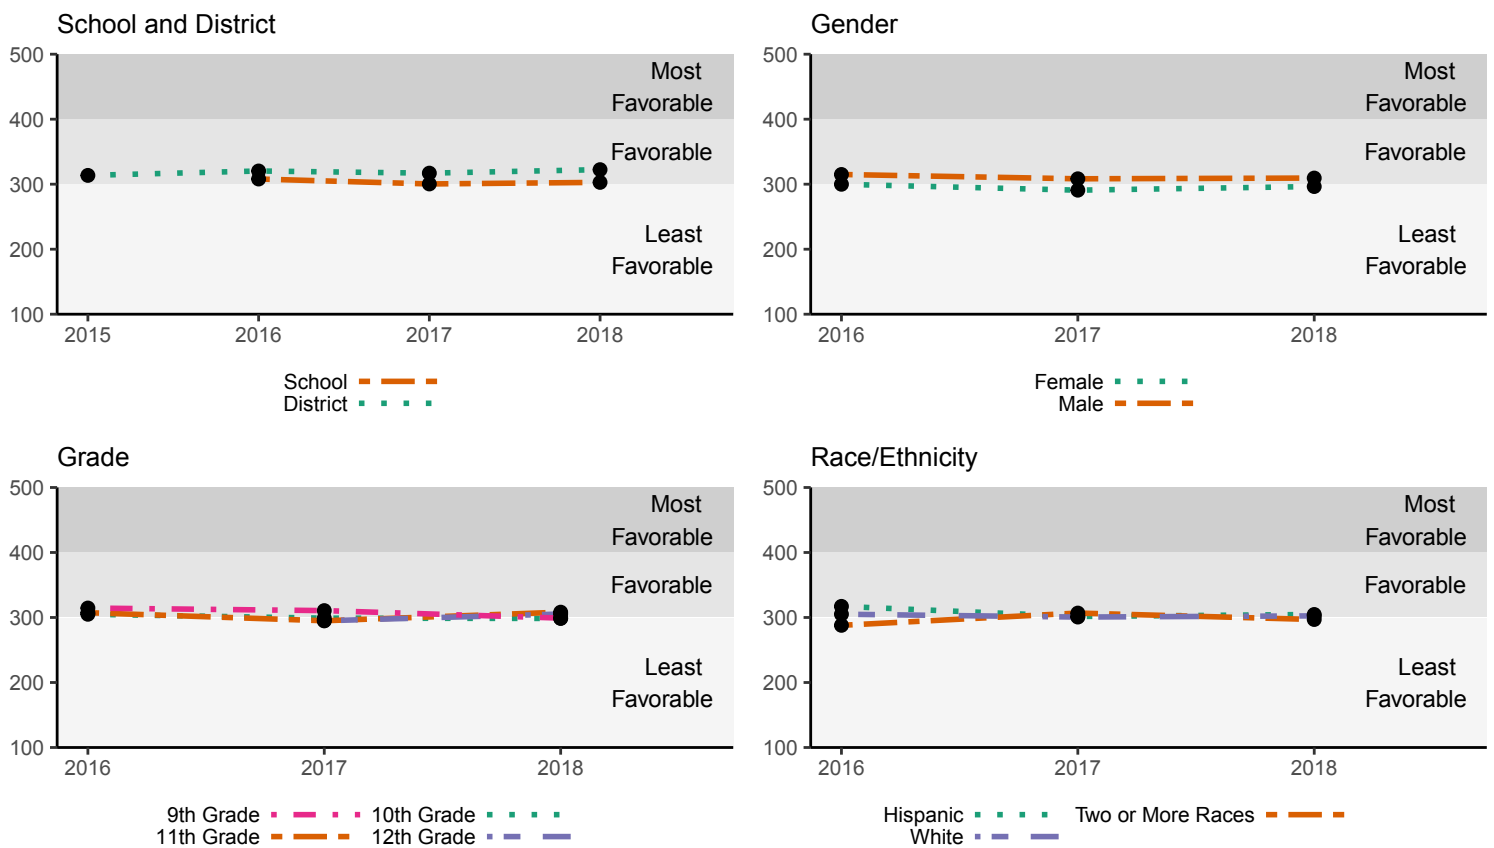 School and District
500
400
300
200
100
Most
Favorable
Favorable
Least
Favorable
2015 2016 2017 2018
School
District
Gender
500
400
300
200
100
Most
Favorable
Favorable
Least
Favorable
2016 2017 2018
Female
Male
Grade
500
400
300
200
100
Most
Favorable
Favorable
Least
Favorable
2016 2017 2018
9th Grade 10th Grade
11th Grade 12th Grade
Race/Ethnicity
500
400
300
200
100
Most
Favorable
Favorable
Least
Favorable
2016 2017 2018
Hispanic Two or More Races
White